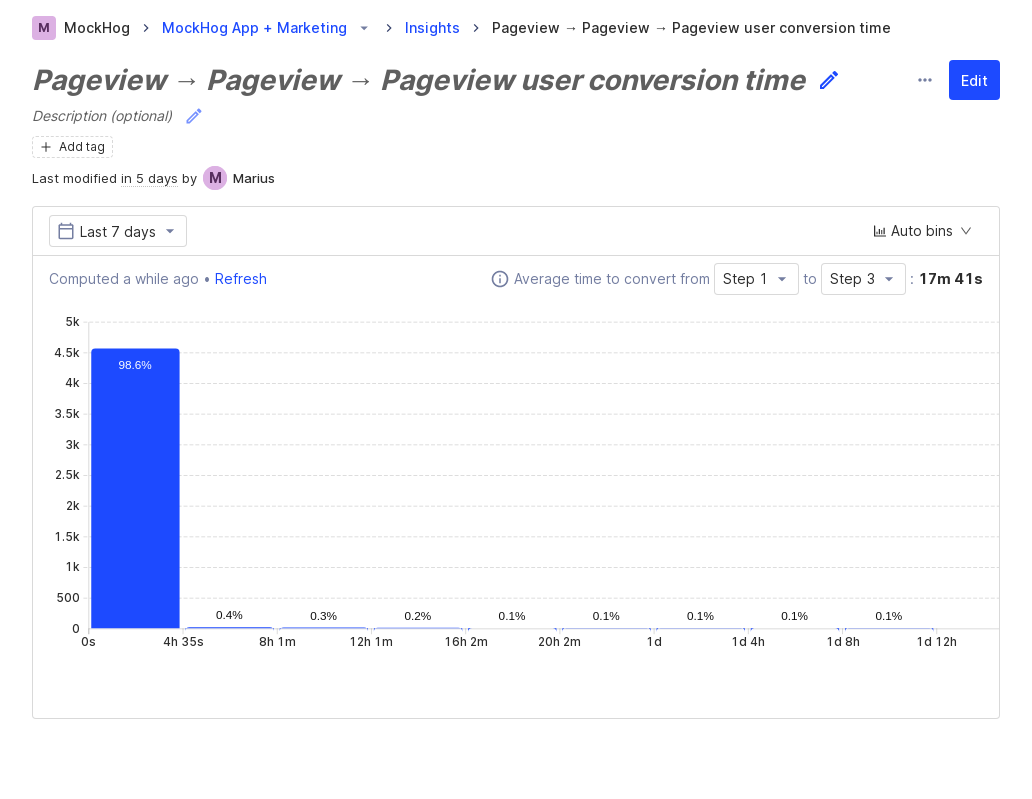 M MockHog > MockHog App + Marketing > Insights > Pageview → Pageview → Pageview user conversion time
Pageview → Pageview → Pageview user conversion time
Edit
Description (optional)
+ Add tag
Last modified in 5 days by M Marius
Last 7 days
Auto bins
Computed a while ago • Refresh
Average time to convert from Step 1 to Step 3 : 17m 41s
5k
4.5k
98.6%
4k
3.5k
3k
2.5k
2k
1.5k
1k
500
0.4% 0.3% 0.2% 0.1% 0.1% 0.1% 0.1% 0.1%
0
0s 4h 35s 8h 1m 12h 1m 16h 2m 20h 2m 1d 1d 4h 1d 8h 1d 12h